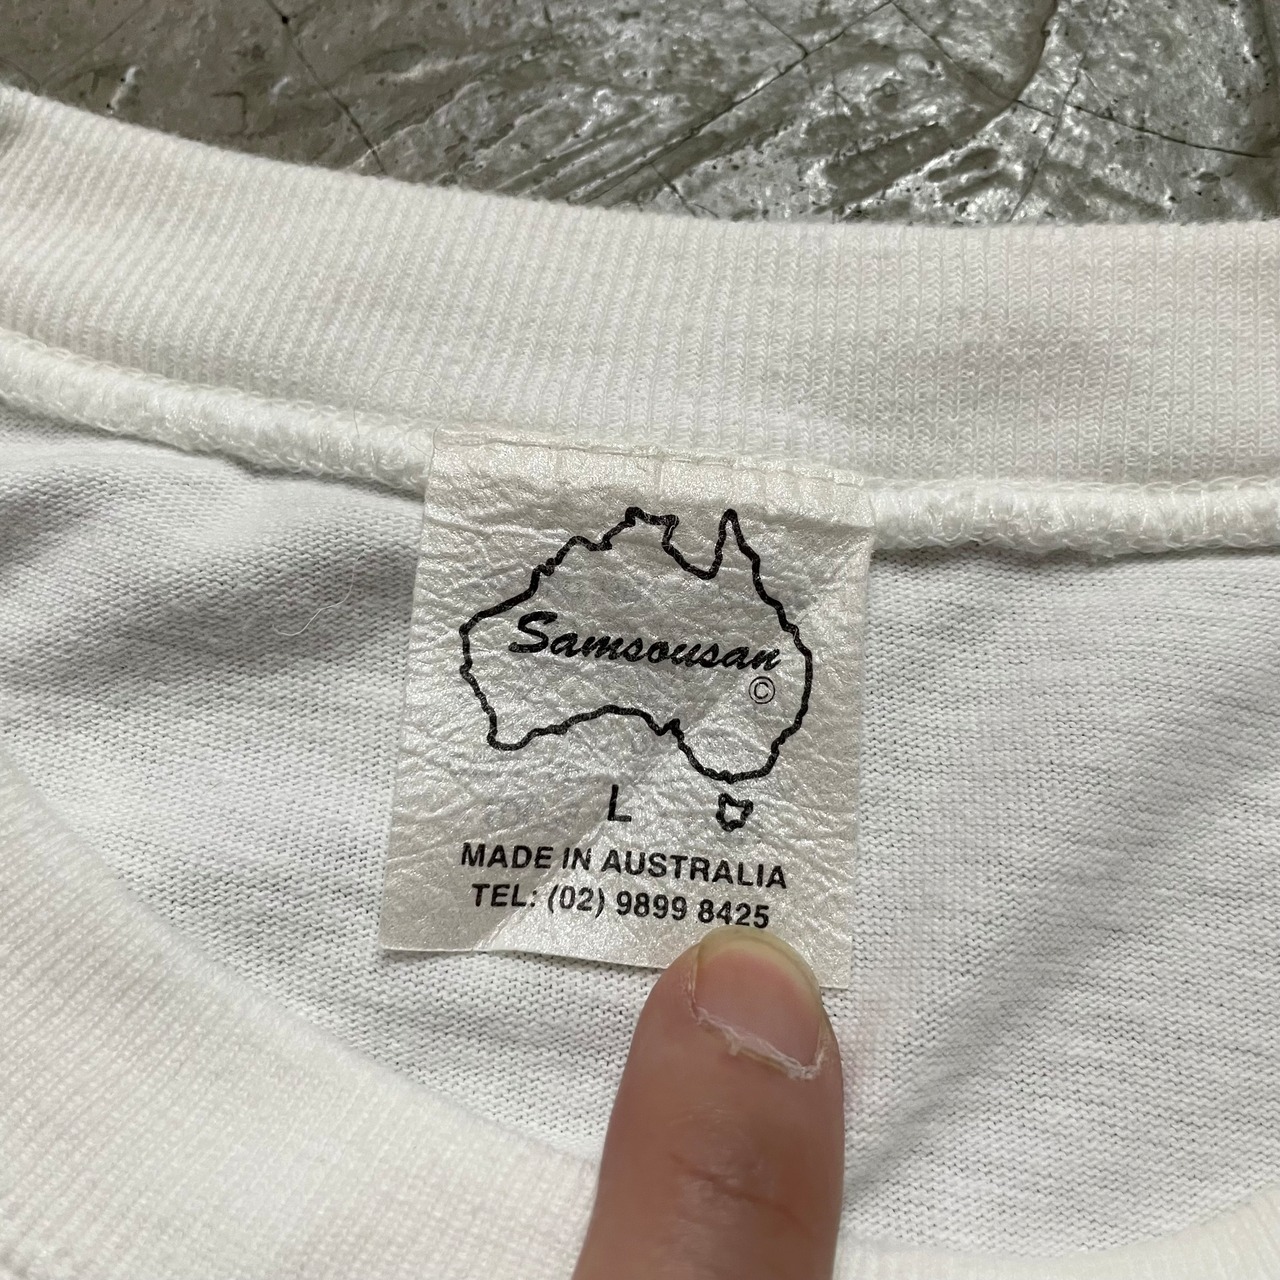 Samsousan
©
L
MADE IN AUSTRALIA
TEL: (02) 9899 8425